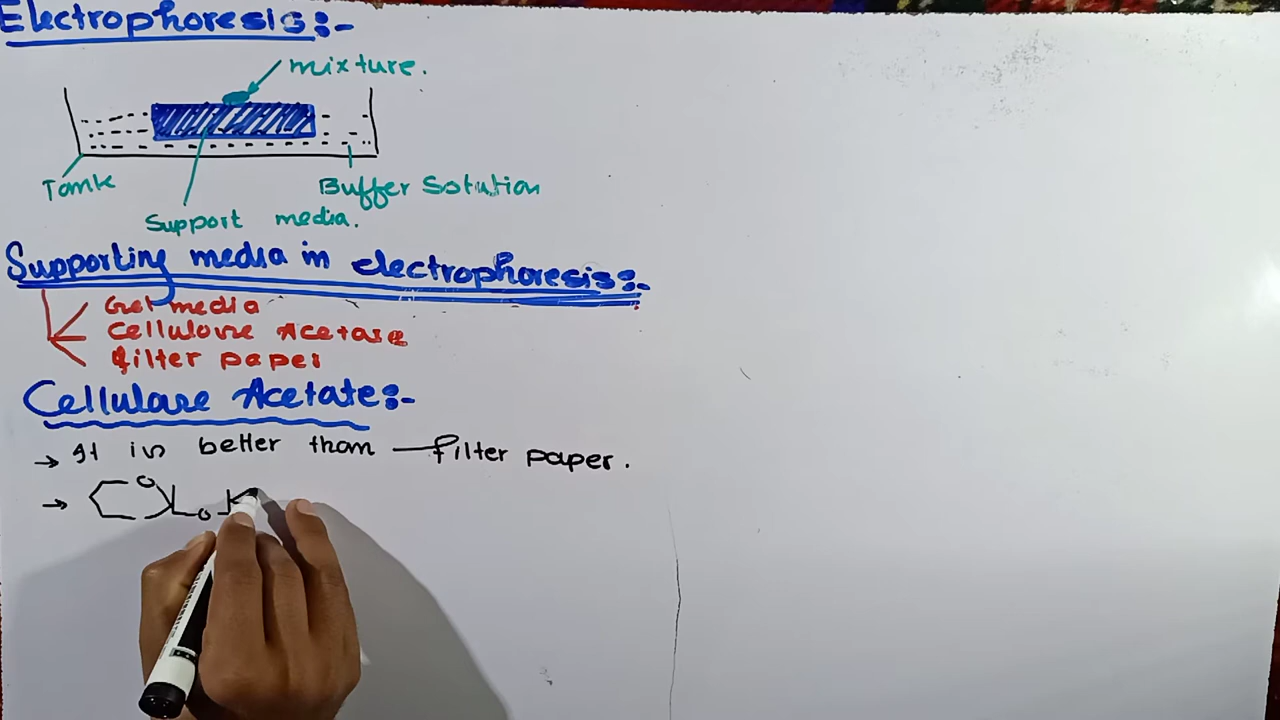 Electrophoresis:-
mixture.
Tank
Buffer Solution
Support media.
Supporting media in electrophoresis:-
Gel media
Cellulose Acetate
filter paper
Cellulase Acetate:-
→ It is better than — filter paper.
→